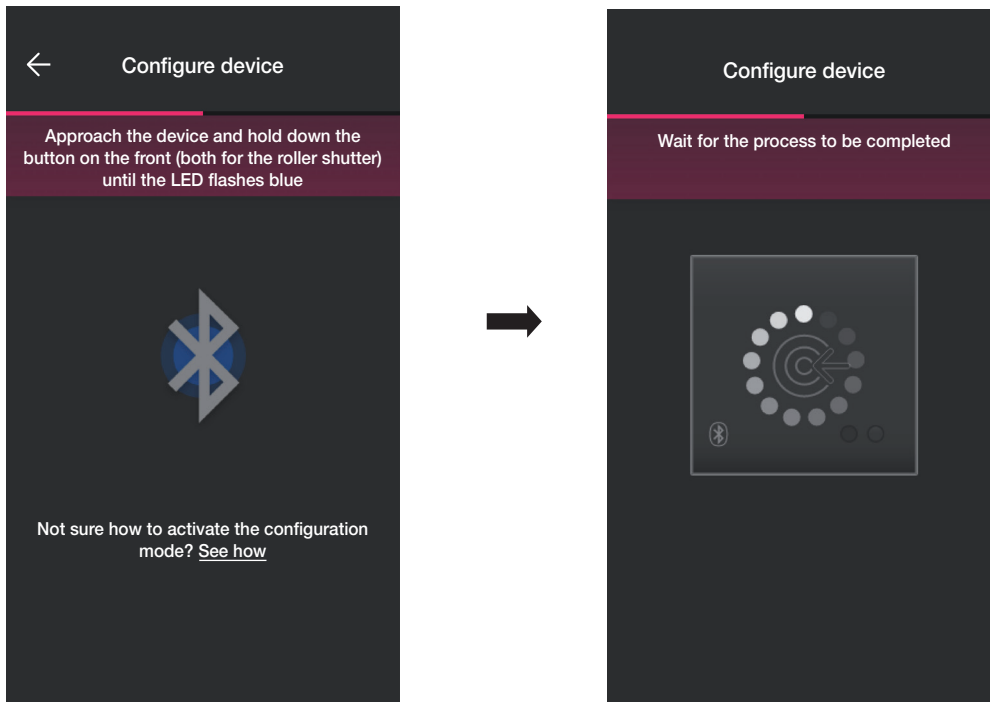 Configure device
Approach the device and hold down the
button on the front (both for the roller shutter)
until the LED flashes blue
Not sure how to activate the configuration
mode? See how
Configure device
Wait for the process to be completed